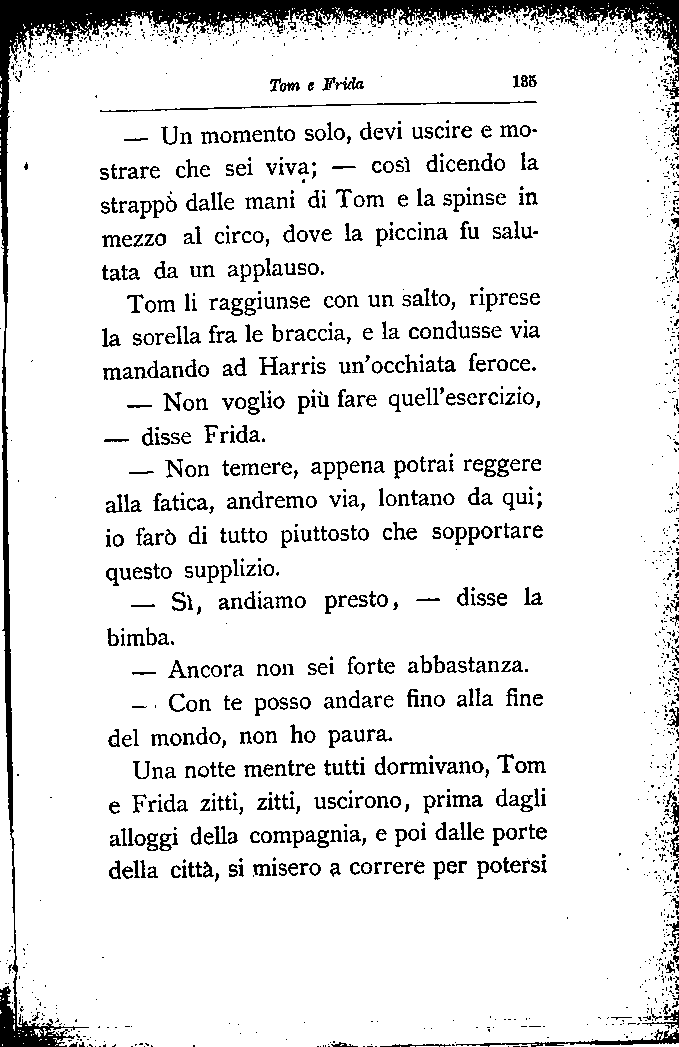 Tom e Frida 135
— Un momento solo, devi uscire e mo-
strare che sei viva; — così dicendo la
strappò dalle mani di Tom e la spinse in
mezzo al circo, dove la piccina fu salu-
tata da un applauso.
Tom li raggiunse con un salto, riprese
la sorella fra le braccia, e la condusse via
mandando ad Harris un'occhiata feroce.
— Non voglio più fare quell'esercizio,
— disse Frida.
— Non temere, appena potrai reggere
alla fatica, andremo via, lontano da qui;
io farò di tutto piuttosto che sopportare
questo supplizio.
— Sì, andiamo presto, — disse la
bimba.
— Ancora non sei forte abbastanza.
— Con te posso andare fino alla fine
del mondo, non ho paura.
Una notte mentre tutti dormivano, Tom
e Frida zitti, zitti, uscirono, prima dagli
alloggi della compagnia, e poi dalle porte
della città, si misero a correre per potersi